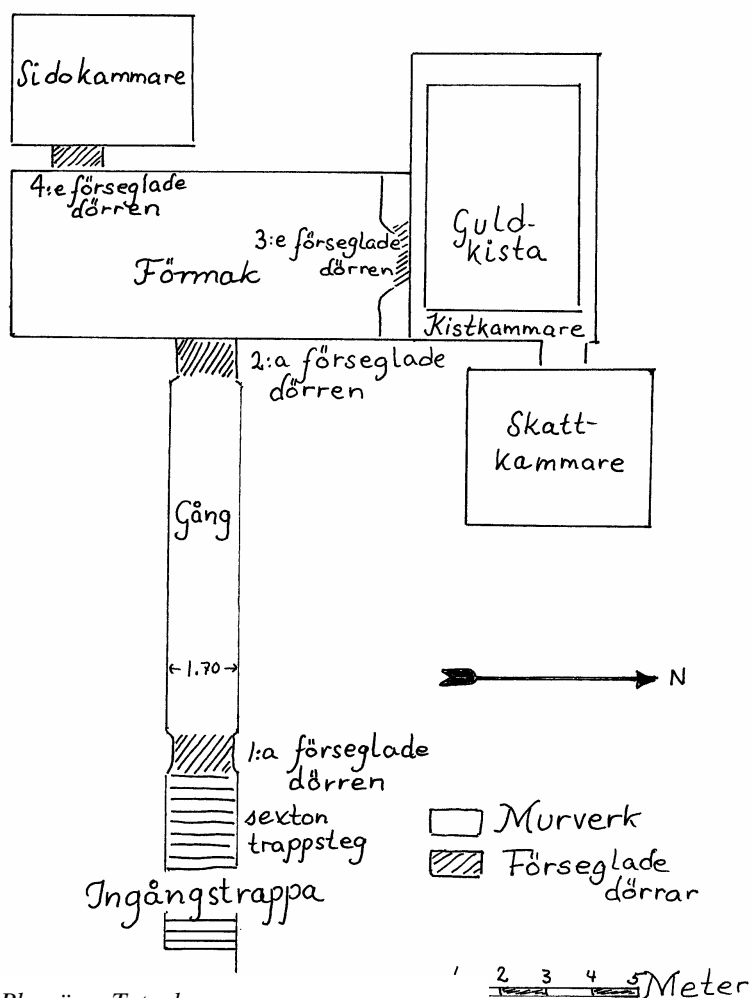 Sidokammare
4:e förseglade
dörren
3:e förseglade
dörren
Förmak
Guld-
kista
Kistkammare
2:a förseglade
dörren
Skatt-
kammare
Gång
1.70
N
1:a förseglade
dörren
sexton
trappsteg
Ingångstrappa
Murverk
Förseglade
dörrar
2 3 4 5 Meter